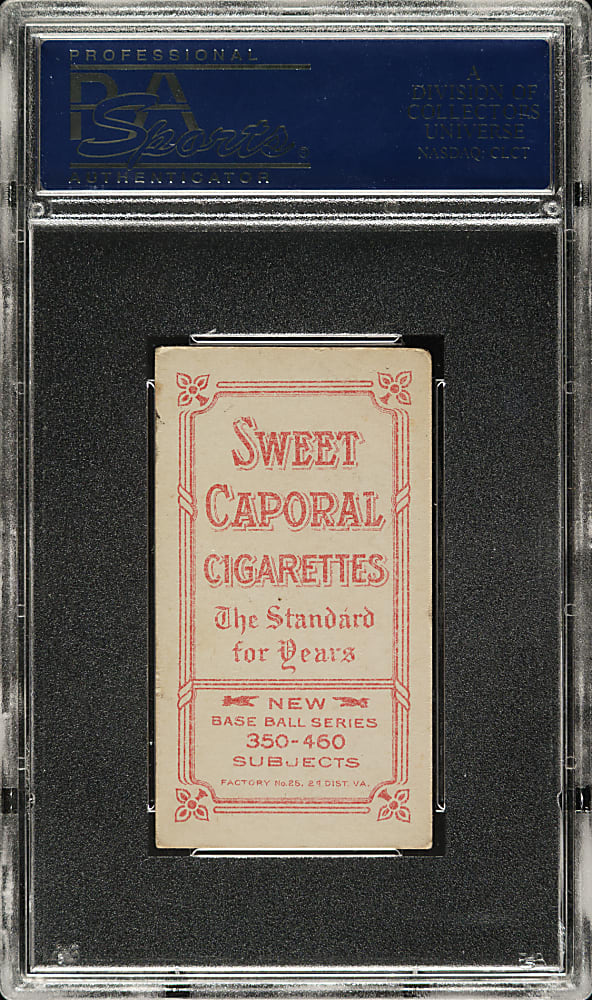 PROFESSIONAL
PSA
Sports
AUTHENTICATOR
A
DIVISION OF
COLLECTORS
UNIVERSE
NASDAQ: CLCT
SWEET
CAPORAL
CIGARETTES
The Standard
for Years
NEW
BASE BALL SERIES
350-460
SUBJECTS
FACTORY No. 25, 2d DIST. VA.
PSA